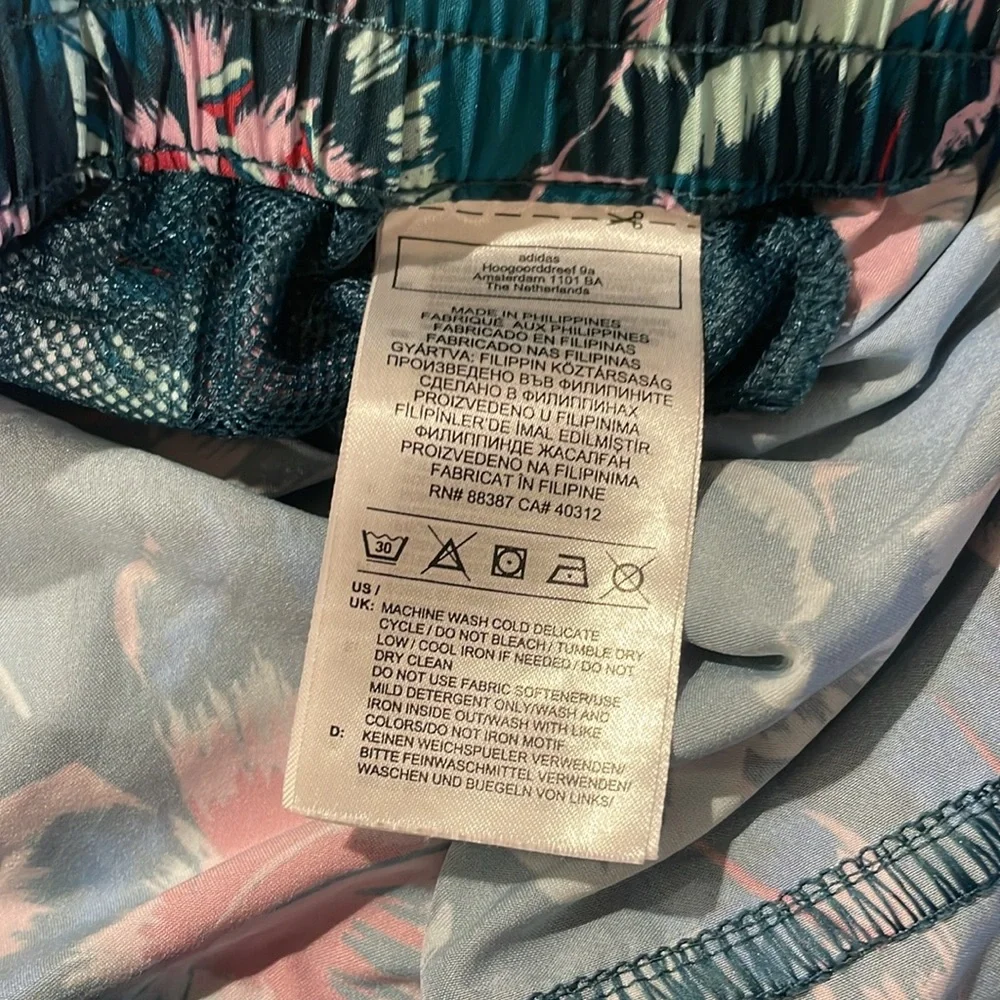 adidas
Hoogoorddreef 9a
Amsterdam 1101 BA
The Netherlands
MADE IN PHILIPPINES
FABRIQUÉ AUX PHILIPPINES
FABRICADO EN FILIPINAS
FABRICADO NAS FILIPINAS
GYÁRTVA: FILIPPIN KÖZTÁRSASÁG
ПРОИЗВЕДЕНО ВЪВ ФИЛИПИНИТЕ
СДЕЛАНО В ФИЛИППИНАХ
PROIZVEDENO U FILIPINIMA
FİLİPİNLER'DE İMAL EDİLMİŞTİR
ФИЛИППИНДЕ ЖАСАЛҒАН
PROIZVEDENO NA FILIPINIMA
FABRICAT ÎN FILIPINE
RN# 88387 CA# 40312
30
US /
UK: MACHINE WASH COLD DELICATE
CYCLE / DO NOT BLEACH / TUMBLE DRY
LOW / COOL IRON IF NEEDED / DO NOT
DRY CLEAN
DO NOT USE FABRIC SOFTENER/USE
MILD DETERGENT ONLY/WASH AND
IRON INSIDE OUT/WASH WITH LIKE
COLORS/DO NOT IRON MOTIF
D: KEINEN WEICHSPUELER VERWENDEN/
BITTE FEINWASCHMITTEL VERWENDEN/
WASCHEN UND BUEGELN VON LINKS/